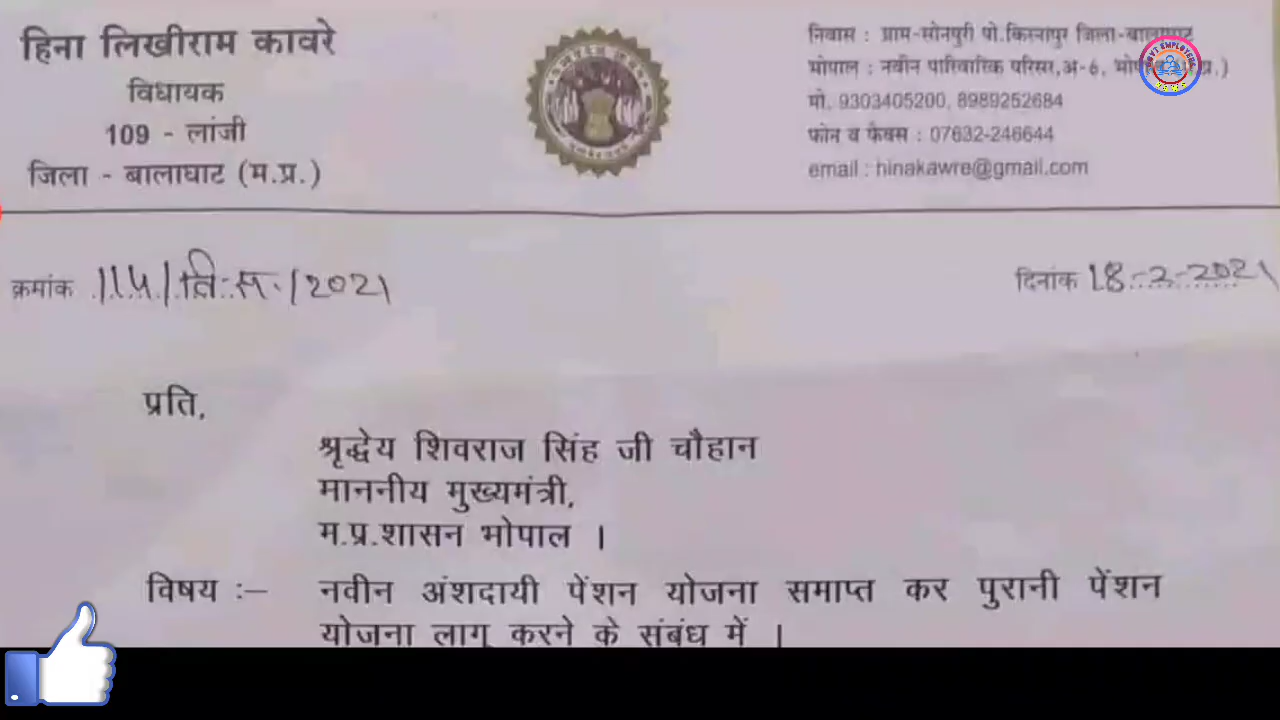 हिना लिखीराम कावरे
विधायक
109 - लांजी
जिला - बालाघाट (म.प्र.)
निवास : ग्राम-सोनपुरी पो.किरनापुर जिला-बालाघाट
भोपाल : नवीन पारिवारिक परिसर,अ-6,
मो. 9303405200, 8989252684
फोन व फैक्स : 07632-246644
email : hinakawre@gmail.com
GOVT EMPLOYEES
क्रमांक 114/वि.स./2021
दिनांक 18-2-2021
प्रति,
श्रृद्धेय शिवराज सिंह जी चौहान
माननीय मुख्यमंत्री,
म.प्र.शासन भोपाल ।
विषय :– नवीन अंशदायी पेंशन योजना समाप्त कर पुरानी पेंशन
योजना लागू करने के संबंध में ।